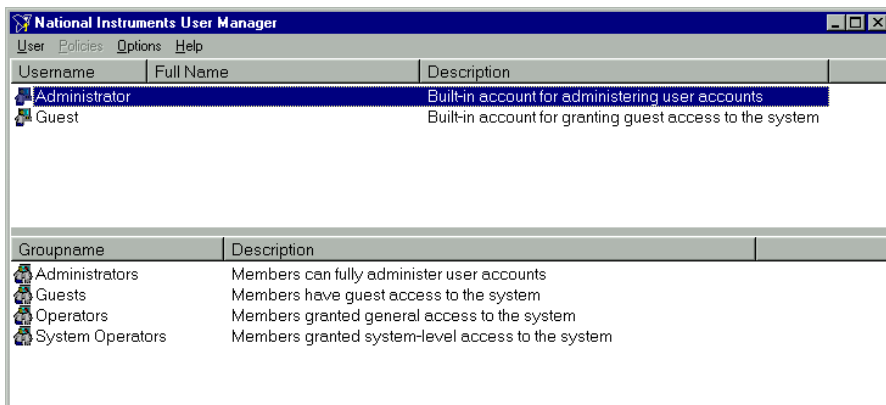 National Instruments User Manager
User Policies Options Help
Username Full Name Description
Administrator Built-in account for administering user accounts
Guest Built-in account for granting guest access to the system
Groupname Description
Administrators Members can fully administer user accounts
Guests Members have guest access to the system
Operators Members granted general access to the system
System Operators Members granted system-level access to the system